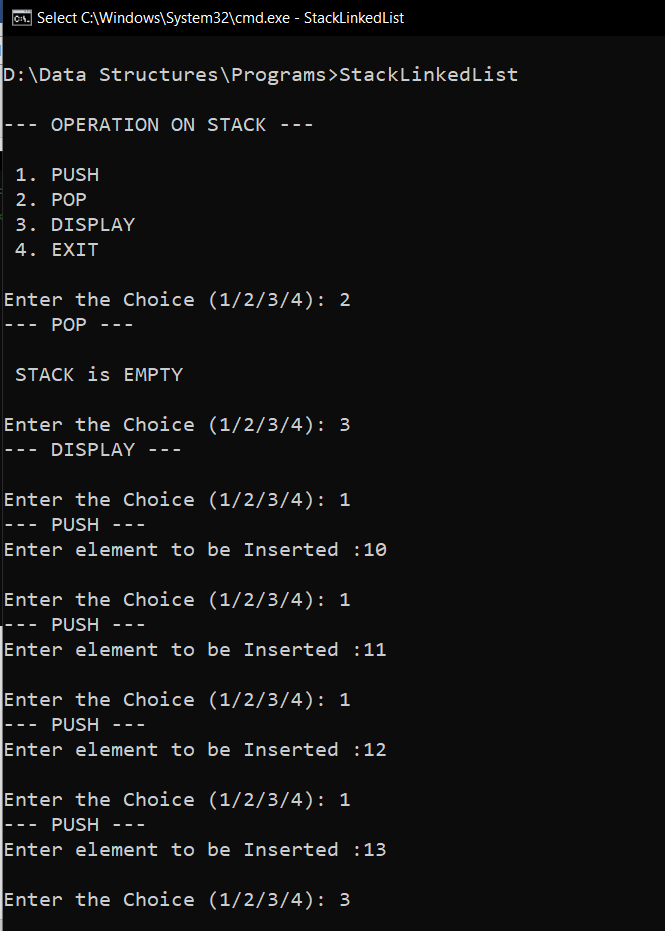 Select C:\Windows\System32\cmd.exe - StackLinkedList
D:\Data Structures\Programs>StackLinkedList
--- OPERATION ON STACK ---
1. PUSH
2. POP
3. DISPLAY
4. EXIT
Enter the Choice (1/2/3/4): 2
--- POP ---
STACK is EMPTY
Enter the Choice (1/2/3/4): 3
--- DISPLAY ---
Enter the Choice (1/2/3/4): 1
--- PUSH ---
Enter element to be Inserted :10
Enter the Choice (1/2/3/4): 1
--- PUSH ---
Enter element to be Inserted :11
Enter the Choice (1/2/3/4): 1
--- PUSH ---
Enter element to be Inserted :12
Enter the Choice (1/2/3/4): 1
--- PUSH ---
Enter element to be Inserted :13
Enter the Choice (1/2/3/4): 3